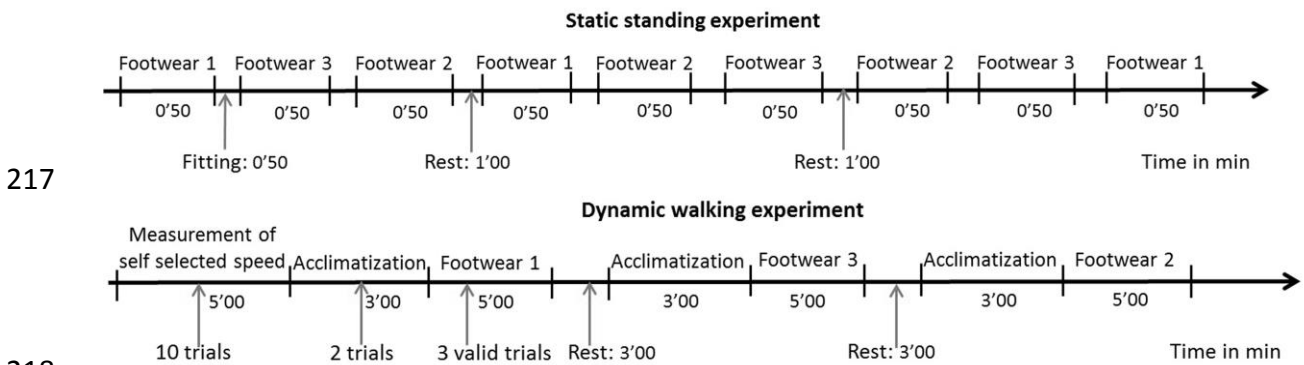 Static standing experiment
Footwear 1 Footwear 3 Footwear 2 Footwear 1 Footwear 2 Footwear 3 Footwear 2 Footwear 3 Footwear 1
0'50 0'50 0'50 0'50 0'50 0'50 0'50 0'50 0'50
Fitting: 0'50 Rest: 1'00 Rest: 1'00 Time in min
217
Dynamic walking experiment
Measurement of
self selected speed Acclimatization Footwear 1 Acclimatization Footwear 3 Acclimatization Footwear 2
5'00 3'00 5'00 3'00 5'00 3'00 5'00
10 trials 2 trials 3 valid trials Rest: 3'00 Rest: 3'00 Time in min